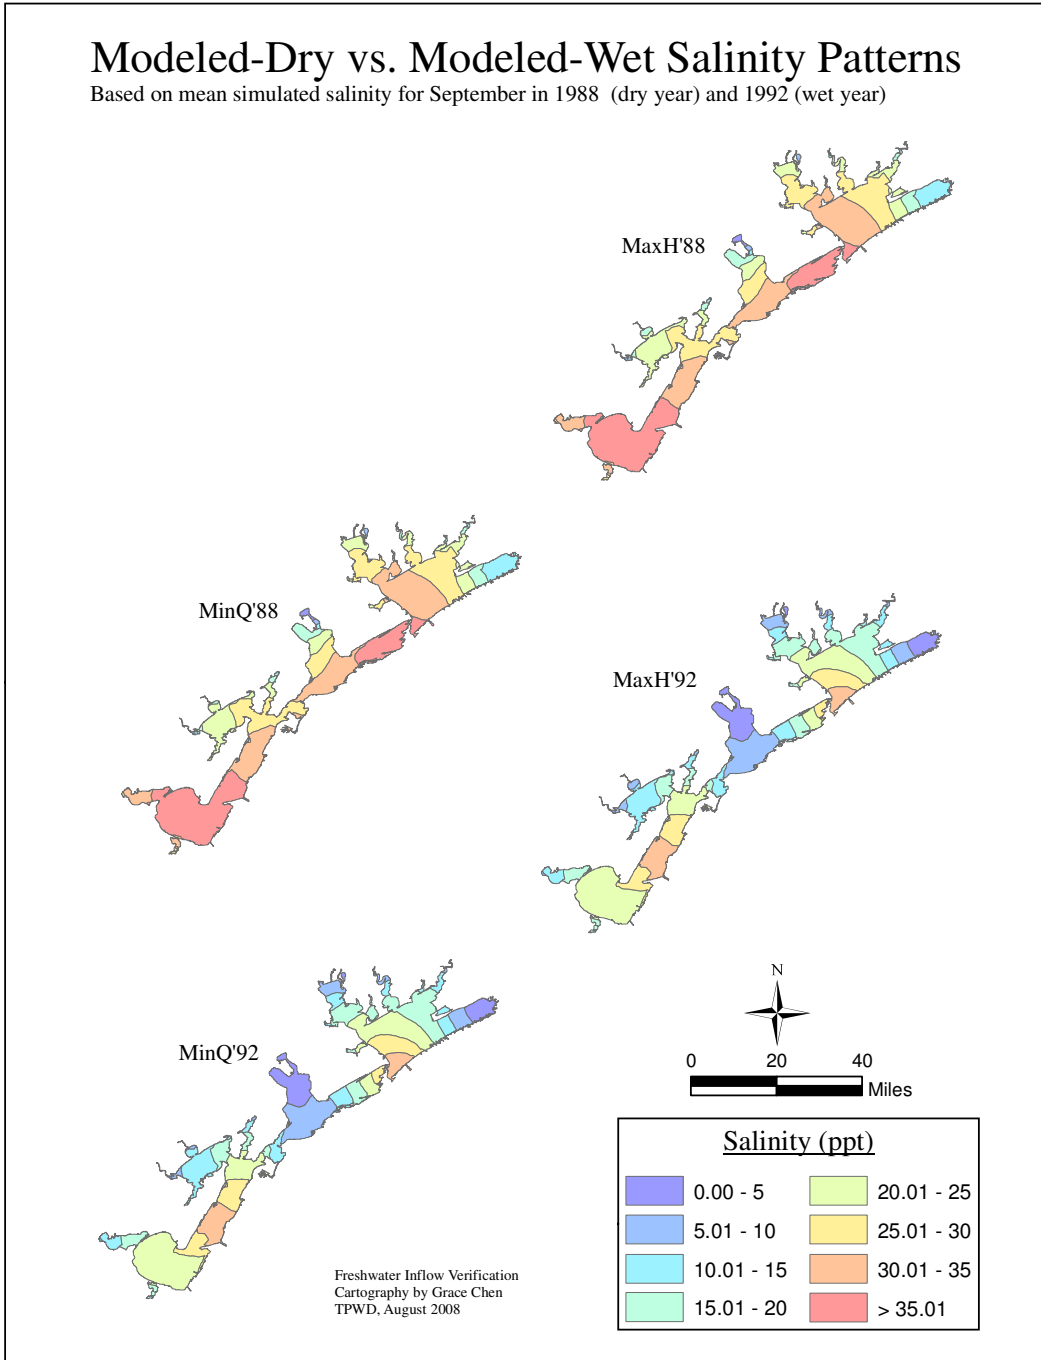 Modeled-Dry vs. Modeled-Wet Salinity Patterns
Based on mean simulated salinity for September in 1988 (dry year) and 1992 (wet year)
MaxH'88
MinQ'88
MaxH'92
MinQ'92
N
0 20 40
Miles
Salinity (ppt)
0.00 - 5
5.01 - 10
10.01 - 15
15.01 - 20
20.01 - 25
25.01 - 30
30.01 - 35
> 35.01
Freshwater Inflow Verification
Cartography by Grace Chen
TPWD, August 2008